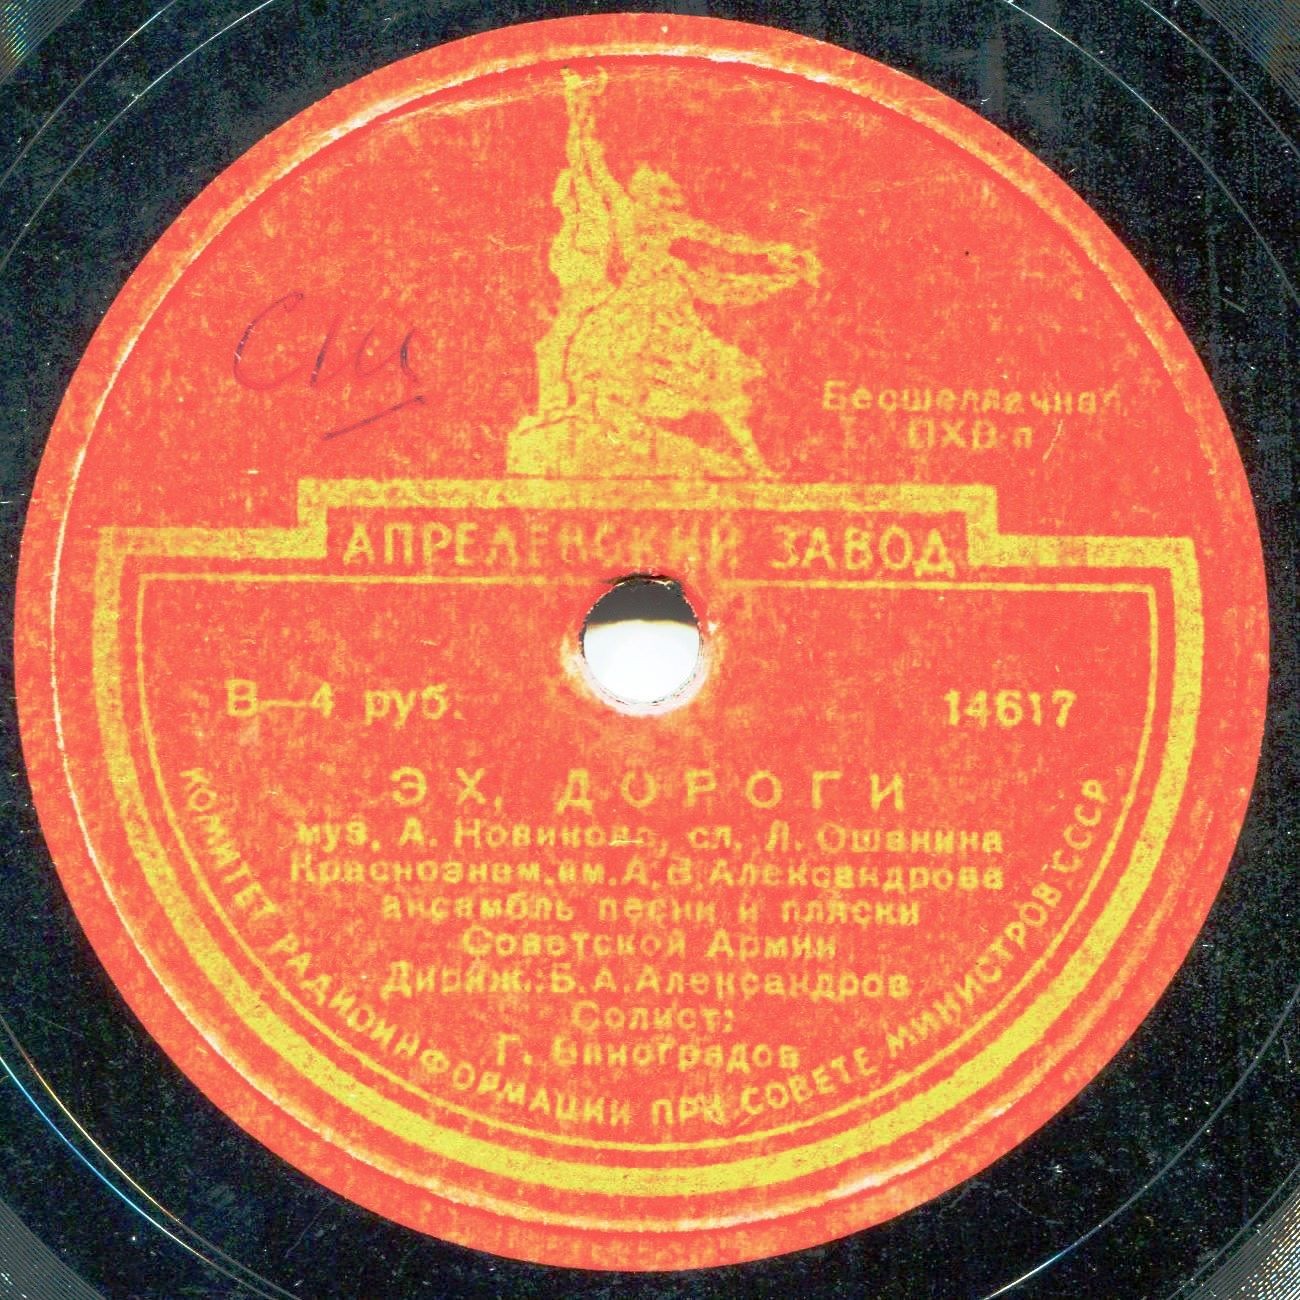 Бесшеллачная
ПХВ-п
АПРЕЛЕВСКИЙ ЗАВОД
В—4 руб.
14617
ЭХ, ДОРОГИ
муз. А. Новикова, сл. Л. Ошанина
Краснознам. им. А. В. Александрова
ансамбль песни и пляски
Советской Армии
Дириж.: Б. А. Александров
Солист:
Г. Виноградов
КОМИТЕТ РАДИОИНФОРМАЦИИ ПРИ СОВЕТЕ МИНИСТРОВ СССР